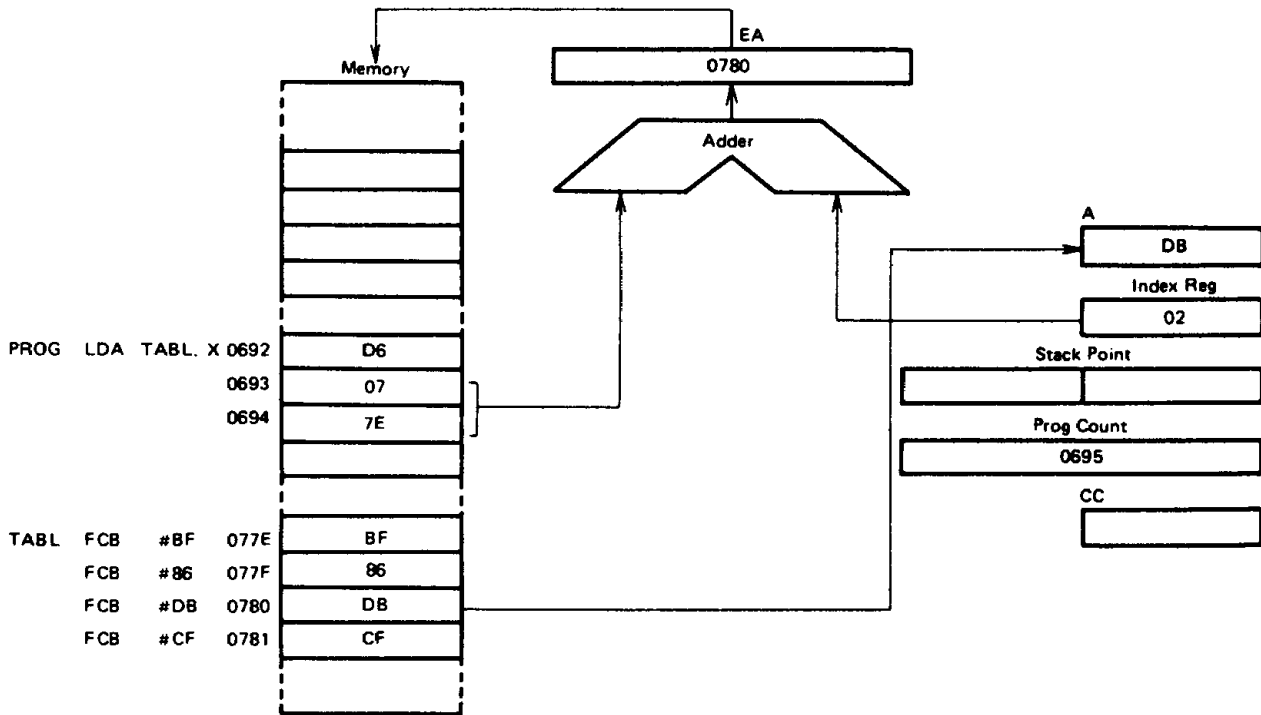 EA
0780
Memory
Adder
A
DB
Index Reg
02
PROG LDA TABL. X 0692 D6
Stack Point
0693 07
0694 7E
Prog Count
0695
CC
TABL FCB #BF 077E BF
FCB #86 077F 86
FCB #DB 0780 DB
FCB #CF 0781 CF